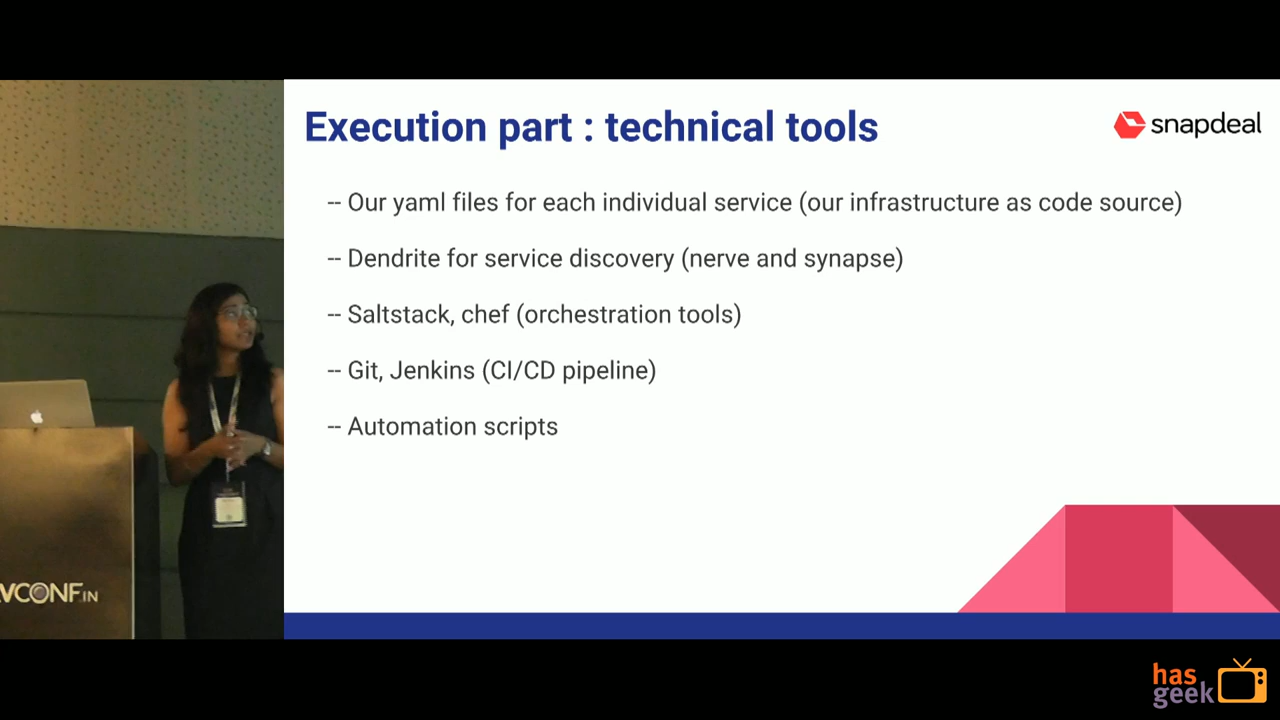 Execution part : technical tools
snapdeal
-- Our yaml files for each individual service (our infrastructure as code source)
-- Dendrite for service discovery (nerve and synapse)
-- Saltstack, chef (orchestration tools)
-- Git, Jenkins (CI/CD pipeline)
-- Automation scripts
VCONF.IN
has
geek